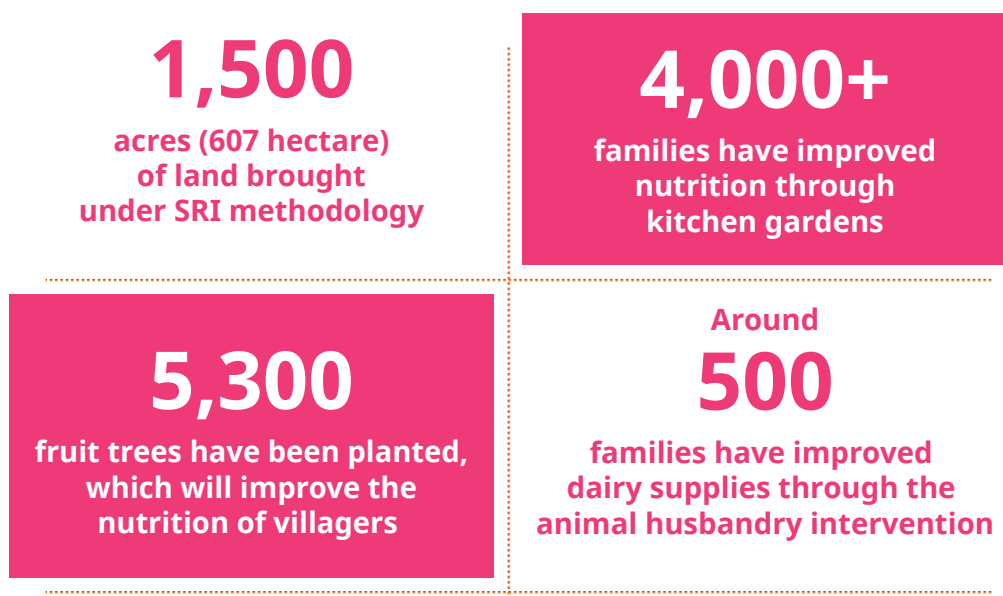 1,500
acres (607 hectare)
of land brought
under SRI methodology
4,000+
families have improved
nutrition through
kitchen gardens
5,300
fruit trees have been planted,
which will improve the
nutrition of villagers
Around
500
families have improved
dairy supplies through the
animal husbandry intervention